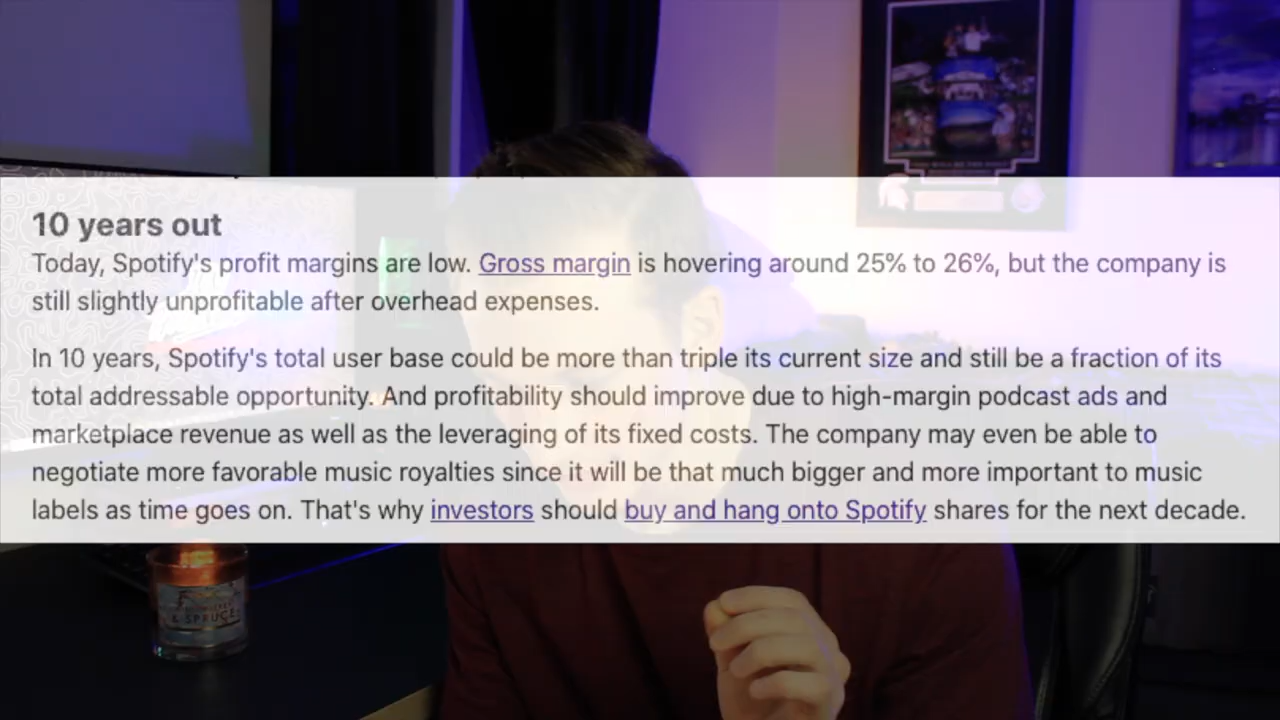 10 years out
Today, Spotify's profit margins are low. Gross margin is hovering around 25% to 26%, but the company is
still slightly unprofitable after overhead expenses.
In 10 years, Spotify's total user base could be more than triple its current size and still be a fraction of its
total addressable opportunity. And profitability should improve due to high-margin podcast ads and
marketplace revenue as well as the leveraging of its fixed costs. The company may even be able to
negotiate more favorable music royalties since it will be that much bigger and more important to music
labels as time goes on. That's why investors should buy and hang onto Spotify shares for the next decade.
& SPRUCE